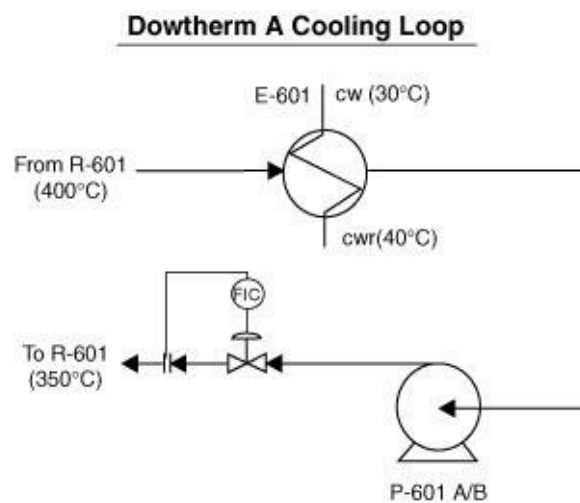 Dowtherm A Cooling Loop
E-601
cw (30°C)
From R-601
(400°C)
cwr(40°C)
FIC
To R-601
(350°C)
P-601 A/B